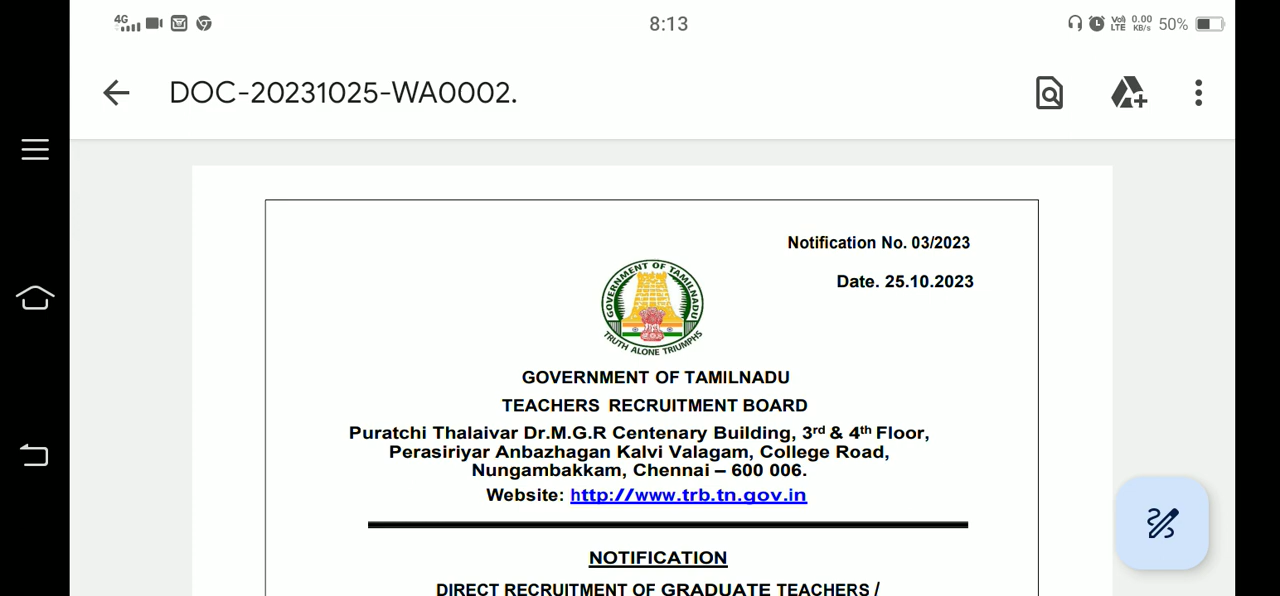 4G 8:13 VoI) LTE 0.00 KB/s 50%
DOC-20231025-WA0002.
Notification No. 03/2023
Date. 25.10.2023
GOVERNMENT OF TAMILNADU
TRUTH ALONE TRIUMPHS
GOVERNMENT OF TAMILNADU
TEACHERS RECRUITMENT BOARD
Puratchi Thalaivar Dr.M.G.R Centenary Building, 3rd & 4th Floor,
Perasiriyar Anbazhagan Kalvi Valagam, College Road,
Nungambakkam, Chennai – 600 006.
Website: http://www.trb.tn.gov.in
NOTIFICATION
DIRECT RECRUITMENT OF GRADUATE TEACHERS /